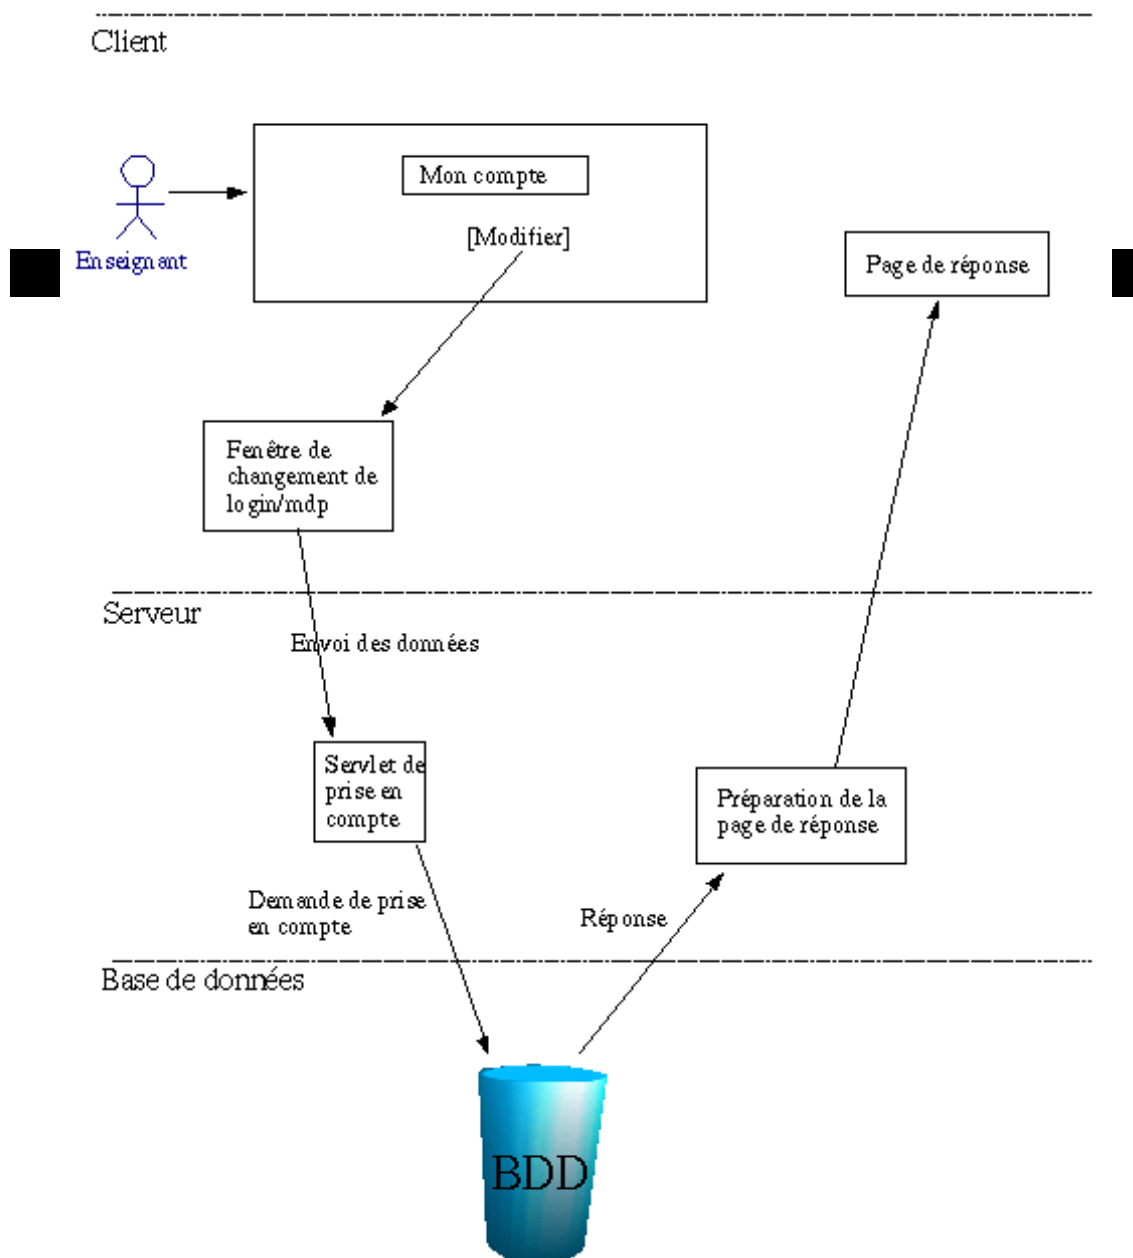 Client
Mon compte
[Modifier]
Enseignant
Page de réponse
Fenêtre de
changement de
login/mdp
Serveur
Envoi des données
Servlet de
prise en
compte
Préparation de la
page de réponse
Demande de prise
en compte
Réponse
Base de données
BDD